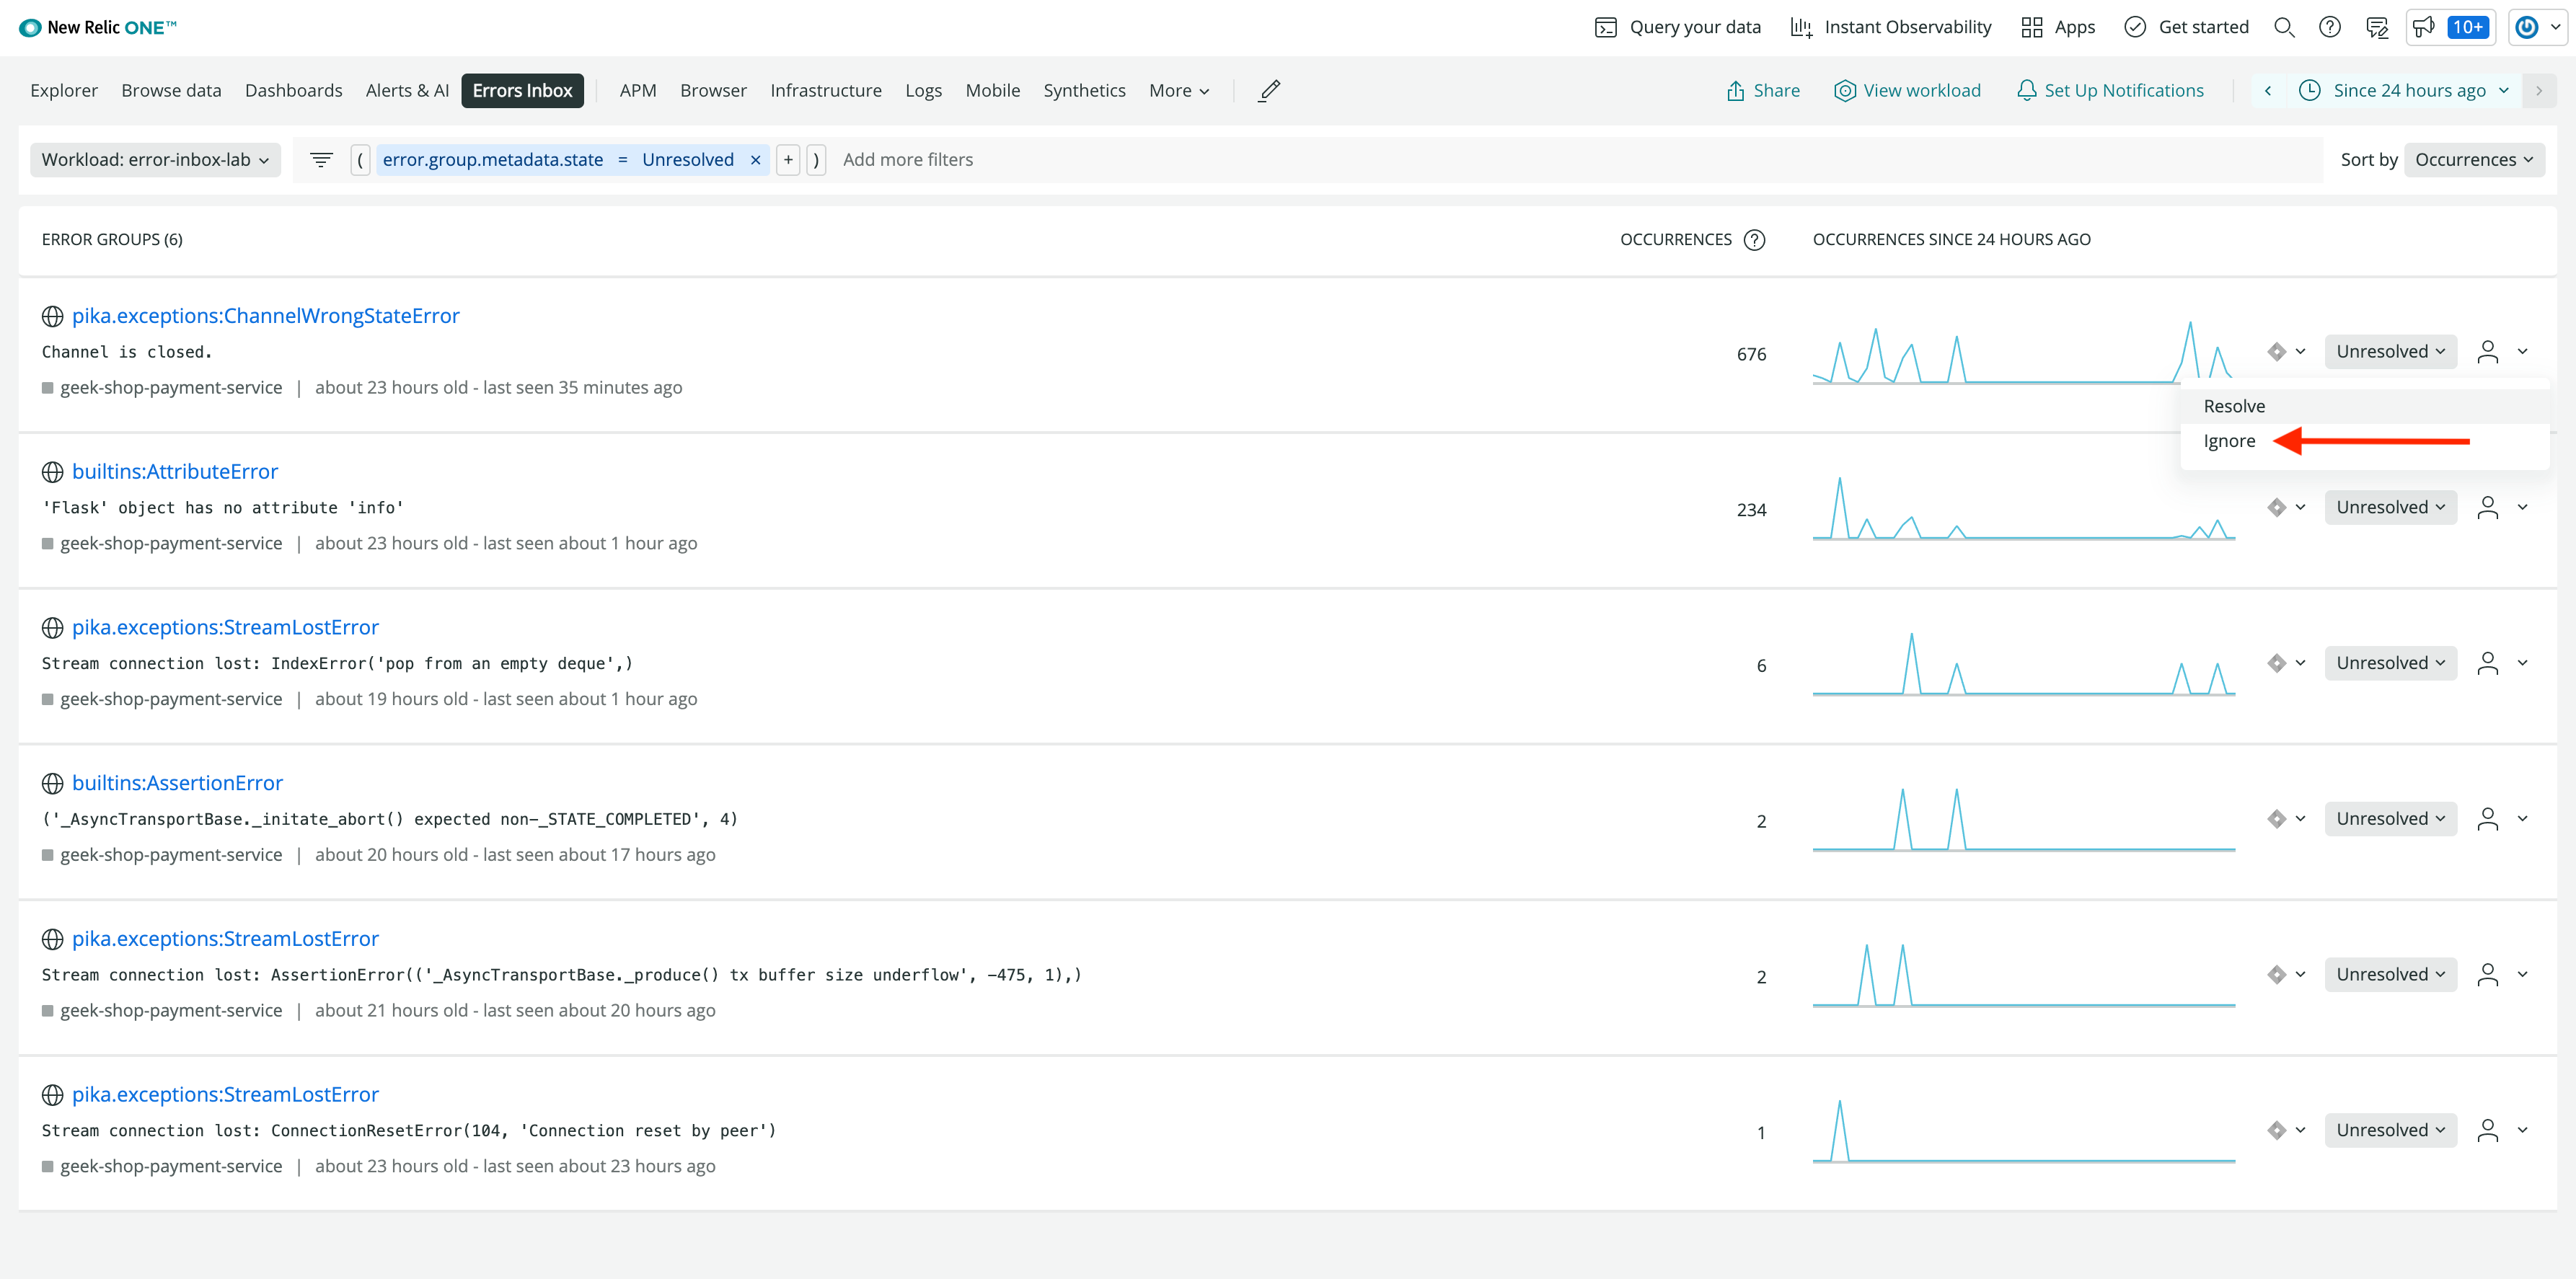 New Relic ONE™ Query your data Instant Observability Apps Get started 10+
Explorer Browse data Dashboards Alerts & AI Errors Inbox APM Browser Infrastructure Logs Mobile Synthetics More Share View workload Set Up Notifications Since 24 hours ago
Workload: error-inbox-lab ( error.group.metadata.state = Unresolved × + ) Add more filters Sort by Occurrences
ERROR GROUPS (6) OCCURRENCES ? OCCURRENCES SINCE 24 HOURS AGO
pika.exceptions:ChannelWrongStateError
Channel is closed. 676 Unresolved
geek-shop-payment-service | about 23 hours old - last seen 35 minutes ago
Resolve
Ignore
builtins:AttributeError
'Flask' object has no attribute 'info' 234 Unresolved
geek-shop-payment-service | about 23 hours old - last seen about 1 hour ago
pika.exceptions:StreamLostError
Stream connection lost: IndexError('pop from an empty deque',) 6 Unresolved
geek-shop-payment-service | about 19 hours old - last seen about 1 hour ago
builtins:AssertionError
('_AsyncTransportBase._initate_abort() expected non-_STATE_COMPLETED', 4) 2 Unresolved
geek-shop-payment-service | about 20 hours old - last seen about 17 hours ago
pika.exceptions:StreamLostError
Stream connection lost: AssertionError(('_AsyncTransportBase._produce() tx buffer size underflow', -475, 1),) 2 Unresolved
geek-shop-payment-service | about 21 hours old - last seen about 20 hours ago
pika.exceptions:StreamLostError
Stream connection lost: ConnectionResetError(104, 'Connection reset by peer') 1 Unresolved
geek-shop-payment-service | about 23 hours old - last seen about 23 hours ago